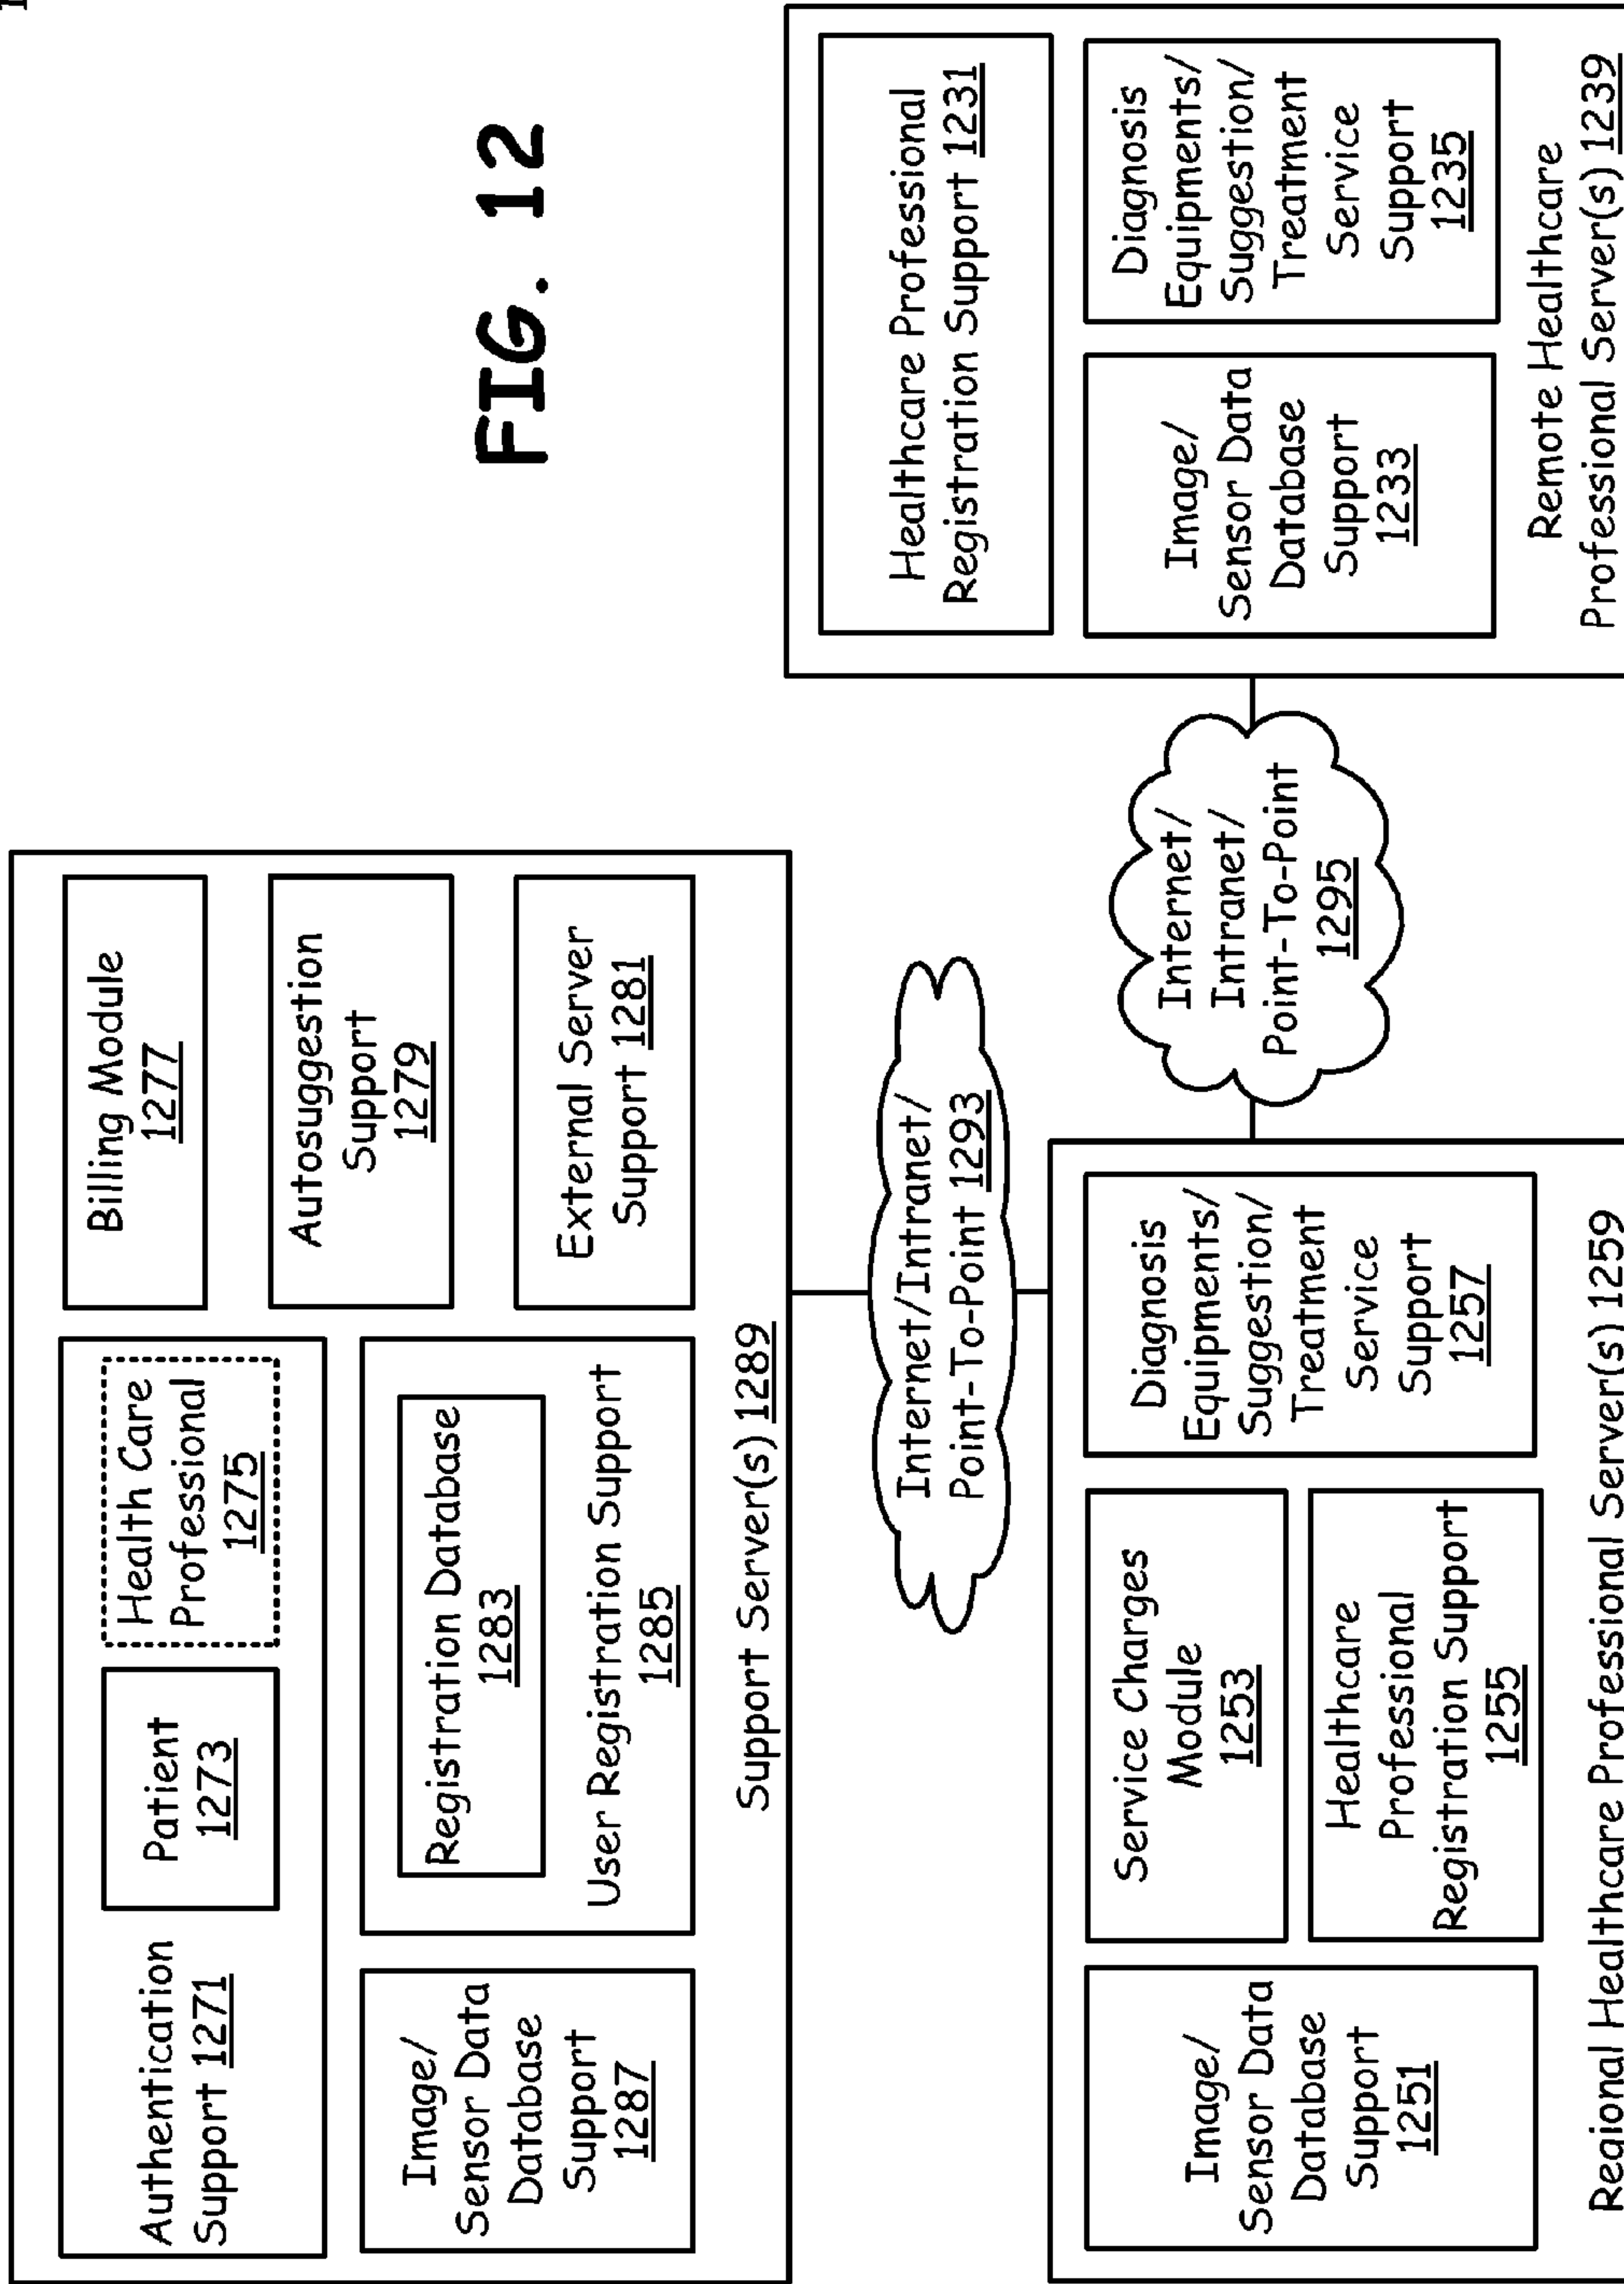 FIG. 12
Authentication
Support 1271
Patient
1273
Health Care
Professional
1275
Billing Module
1277
Autosuggestion
Support
1279
External Server
Support 1281
Image/
Sensor Data
Database
Support
1287
Registration Database
1283
User Registration Support
1285
Support Server(s) 1289
Internet/Intranet/
Point-To-Point 1293
Image/
Sensor Data
Database
Support
1251
Service Charges
Module
1253
Healthcare
Professional
Registration Support
1255
Diagnosis
Equipments/
Suggestion/
Treatment
Service
Support
1257
Regional Healthcare Professional Server(s) 1259
Internet/
Intranet/
Point-To-Point
1295
Healthcare Professional
Registration Support 1231
Image/
Sensor Data
Database
Support
1233
Diagnosis
Equipments/
Suggestion/
Treatment
Service
Support
1235
Remote Healthcare
Professional Server(s) 1239